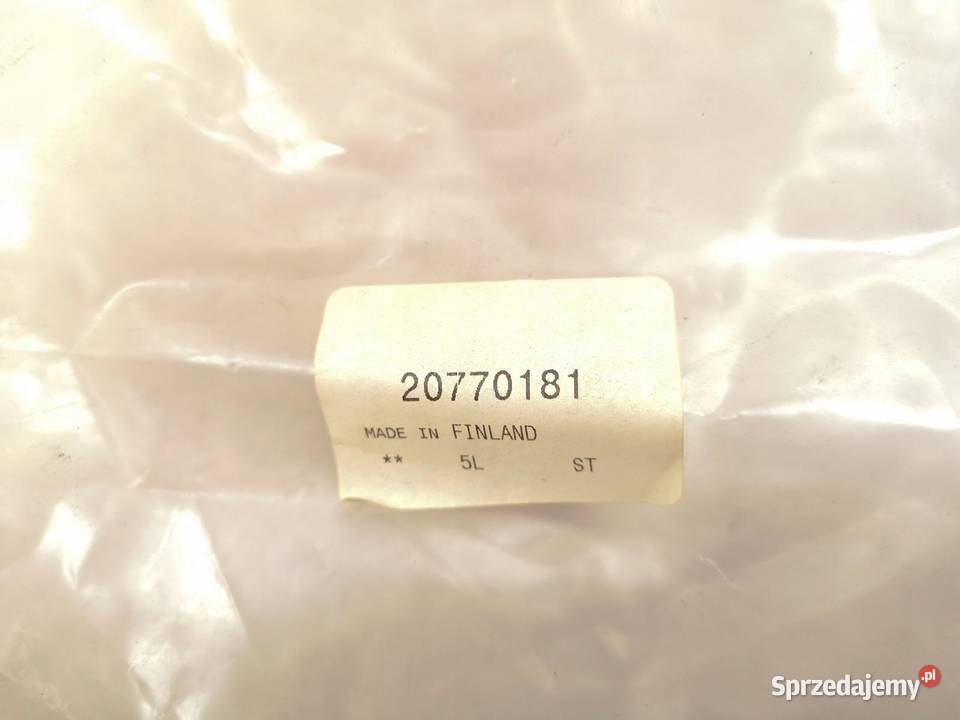 20770181
MADE IN FINLAND
** 5L ST
Sprzedajemy.pl